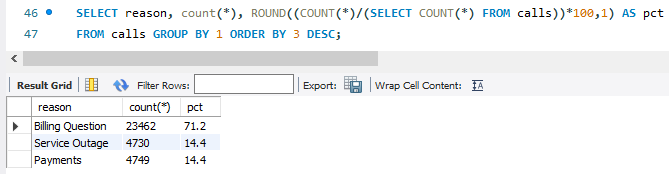 46 SELECT reason, count(*), ROUND((COUNT(*)/(SELECT COUNT(*) FROM calls))*100,1) AS pct
47 FROM calls GROUP BY 1 ORDER BY 3 DESC;
Result Grid Filter Rows: Export: Wrap Cell Content: IA
reason count(*) pct
Billing Question 23462 71.2
Service Outage 4730 14.4
Payments 4749 14.4